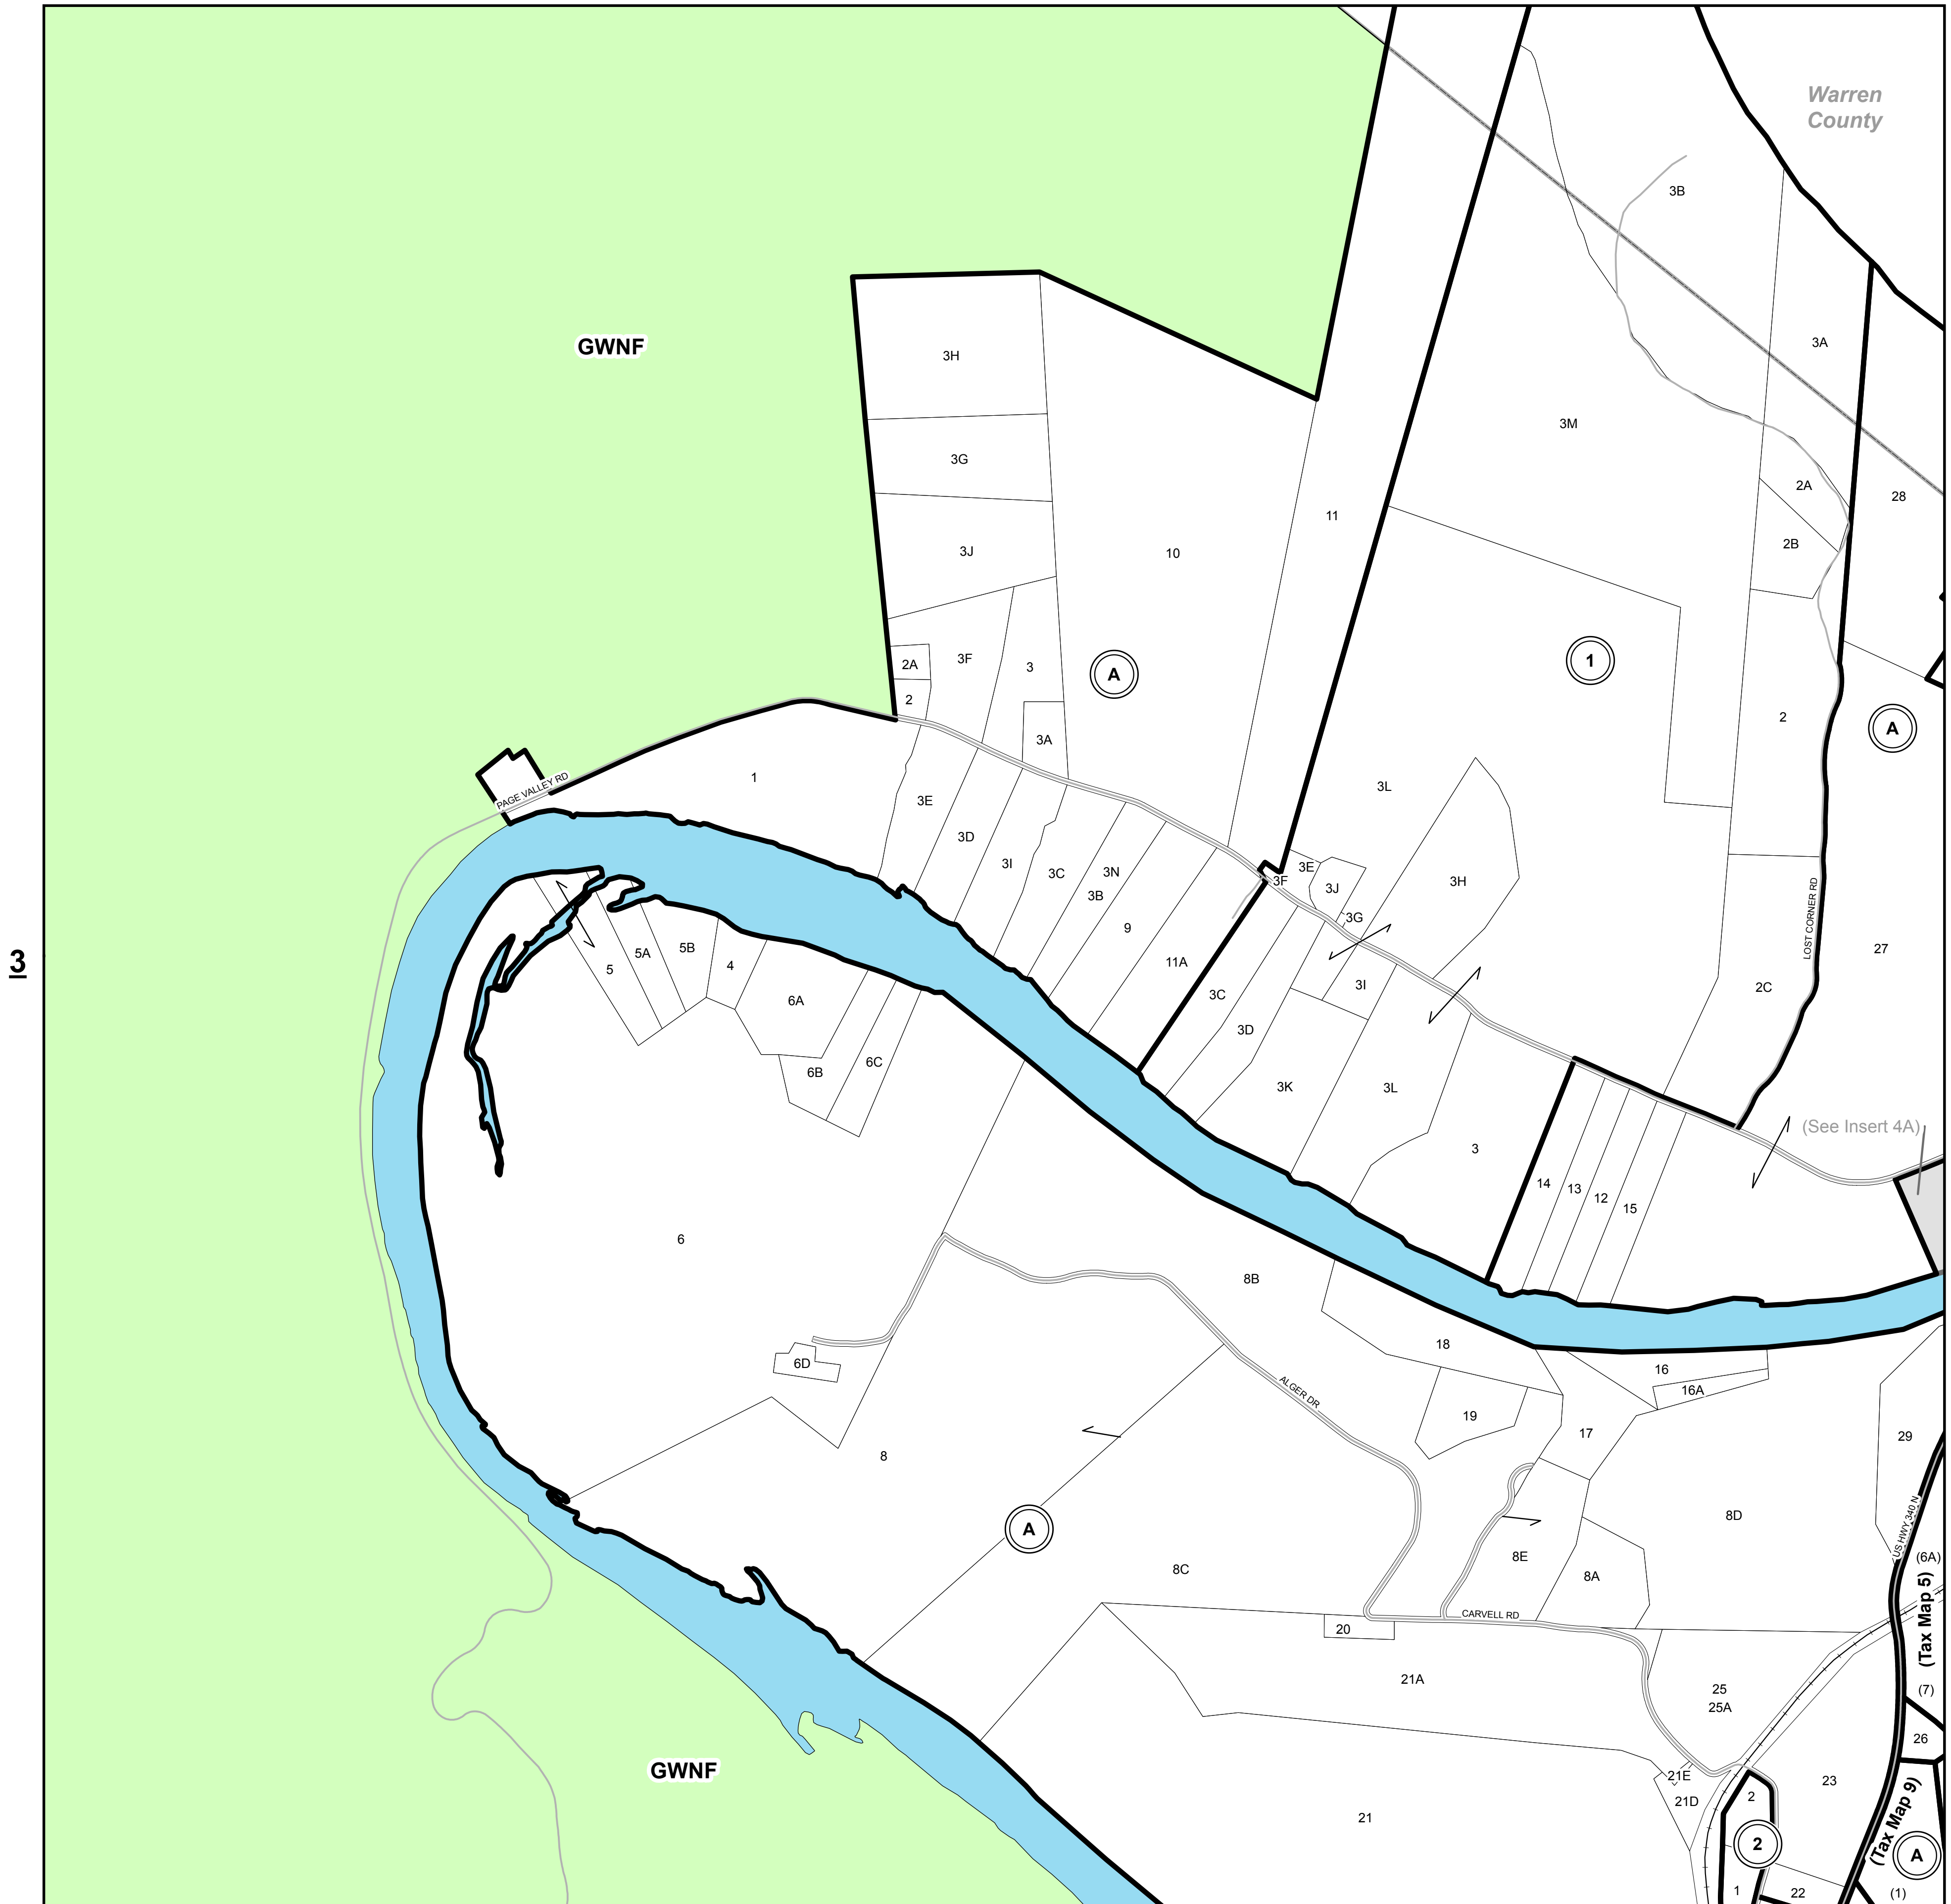 Warren
County
3B
GWNF
3H
3A
3M
3G
2A
28
11
3J
10
2B
2A
3F
3
A
1
2
2
A
3A
1
3L
PAGE VALLEY RD
3E
3D
3I
3C
3N
3B
3E
3F
3J
3H
3G
9
LOST CORNER RD
27
3
5
5A
5B
4
11A
6A
3C
3I
2C
3D
6B
6C
3K
3L
(See Insert 4A)
3
14
13
12
15
6
8B
18
6D
16
16A
ALGER DR
19
17
29
8
8D
US HWY 340 N
A
8E
(6A)
8C
8A
(Tax Map 5)
CARVELL RD
20
21A
25
25A
(7)
26
GWNF
21E
23
21D
2
21
2
(Tax Map 9)
A
1
22
(1)